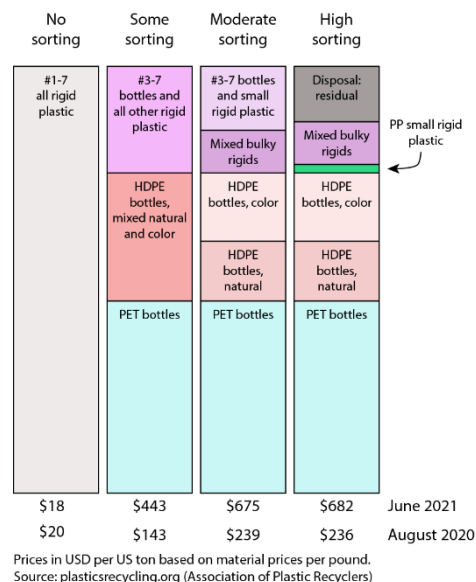 No
sorting
Some
sorting
Moderate
sorting
High
sorting
#1-7
all rigid
plastic
#3-7
bottles and
all other rigid
plastic
HDPE
bottles,
mixed natural
and color
PET bottles
#3-7 bottles
and small
rigid plastic
Mixed bulky
rigids
HDPE
bottles, color
HDPE
bottles,
natural
PET bottles
Disposal:
residual
Mixed bulky
rigids
PP small rigid
plastic
HDPE
bottles, color
HDPE
bottles,
natural
PET bottles
$18 $443 $675 $682 June 2021
$20 $143 $239 $236 August 2020
Prices in USD per US ton based on material prices per pound.
Source: plasticsrecycling.org (Association of Plastic Recyclers)